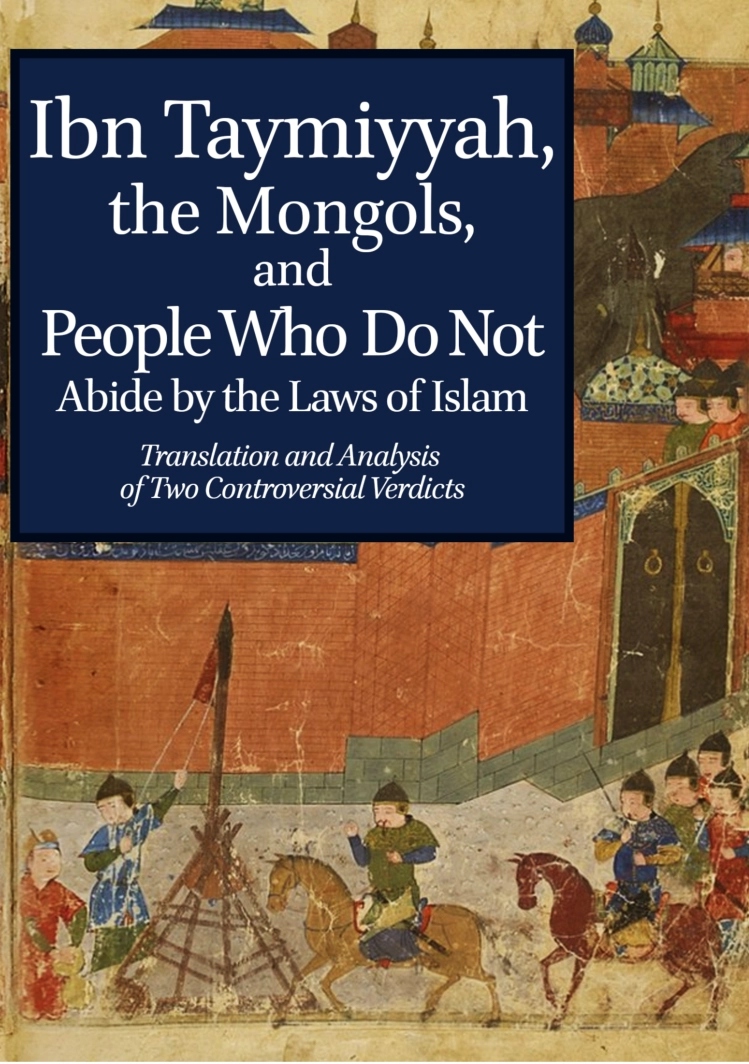 Ibn Taymiyyah,
the Mongols,
and
People Who Do Not
Abide by the Laws of Islam
Translation and Analysis
of Two Controversial Verdicts